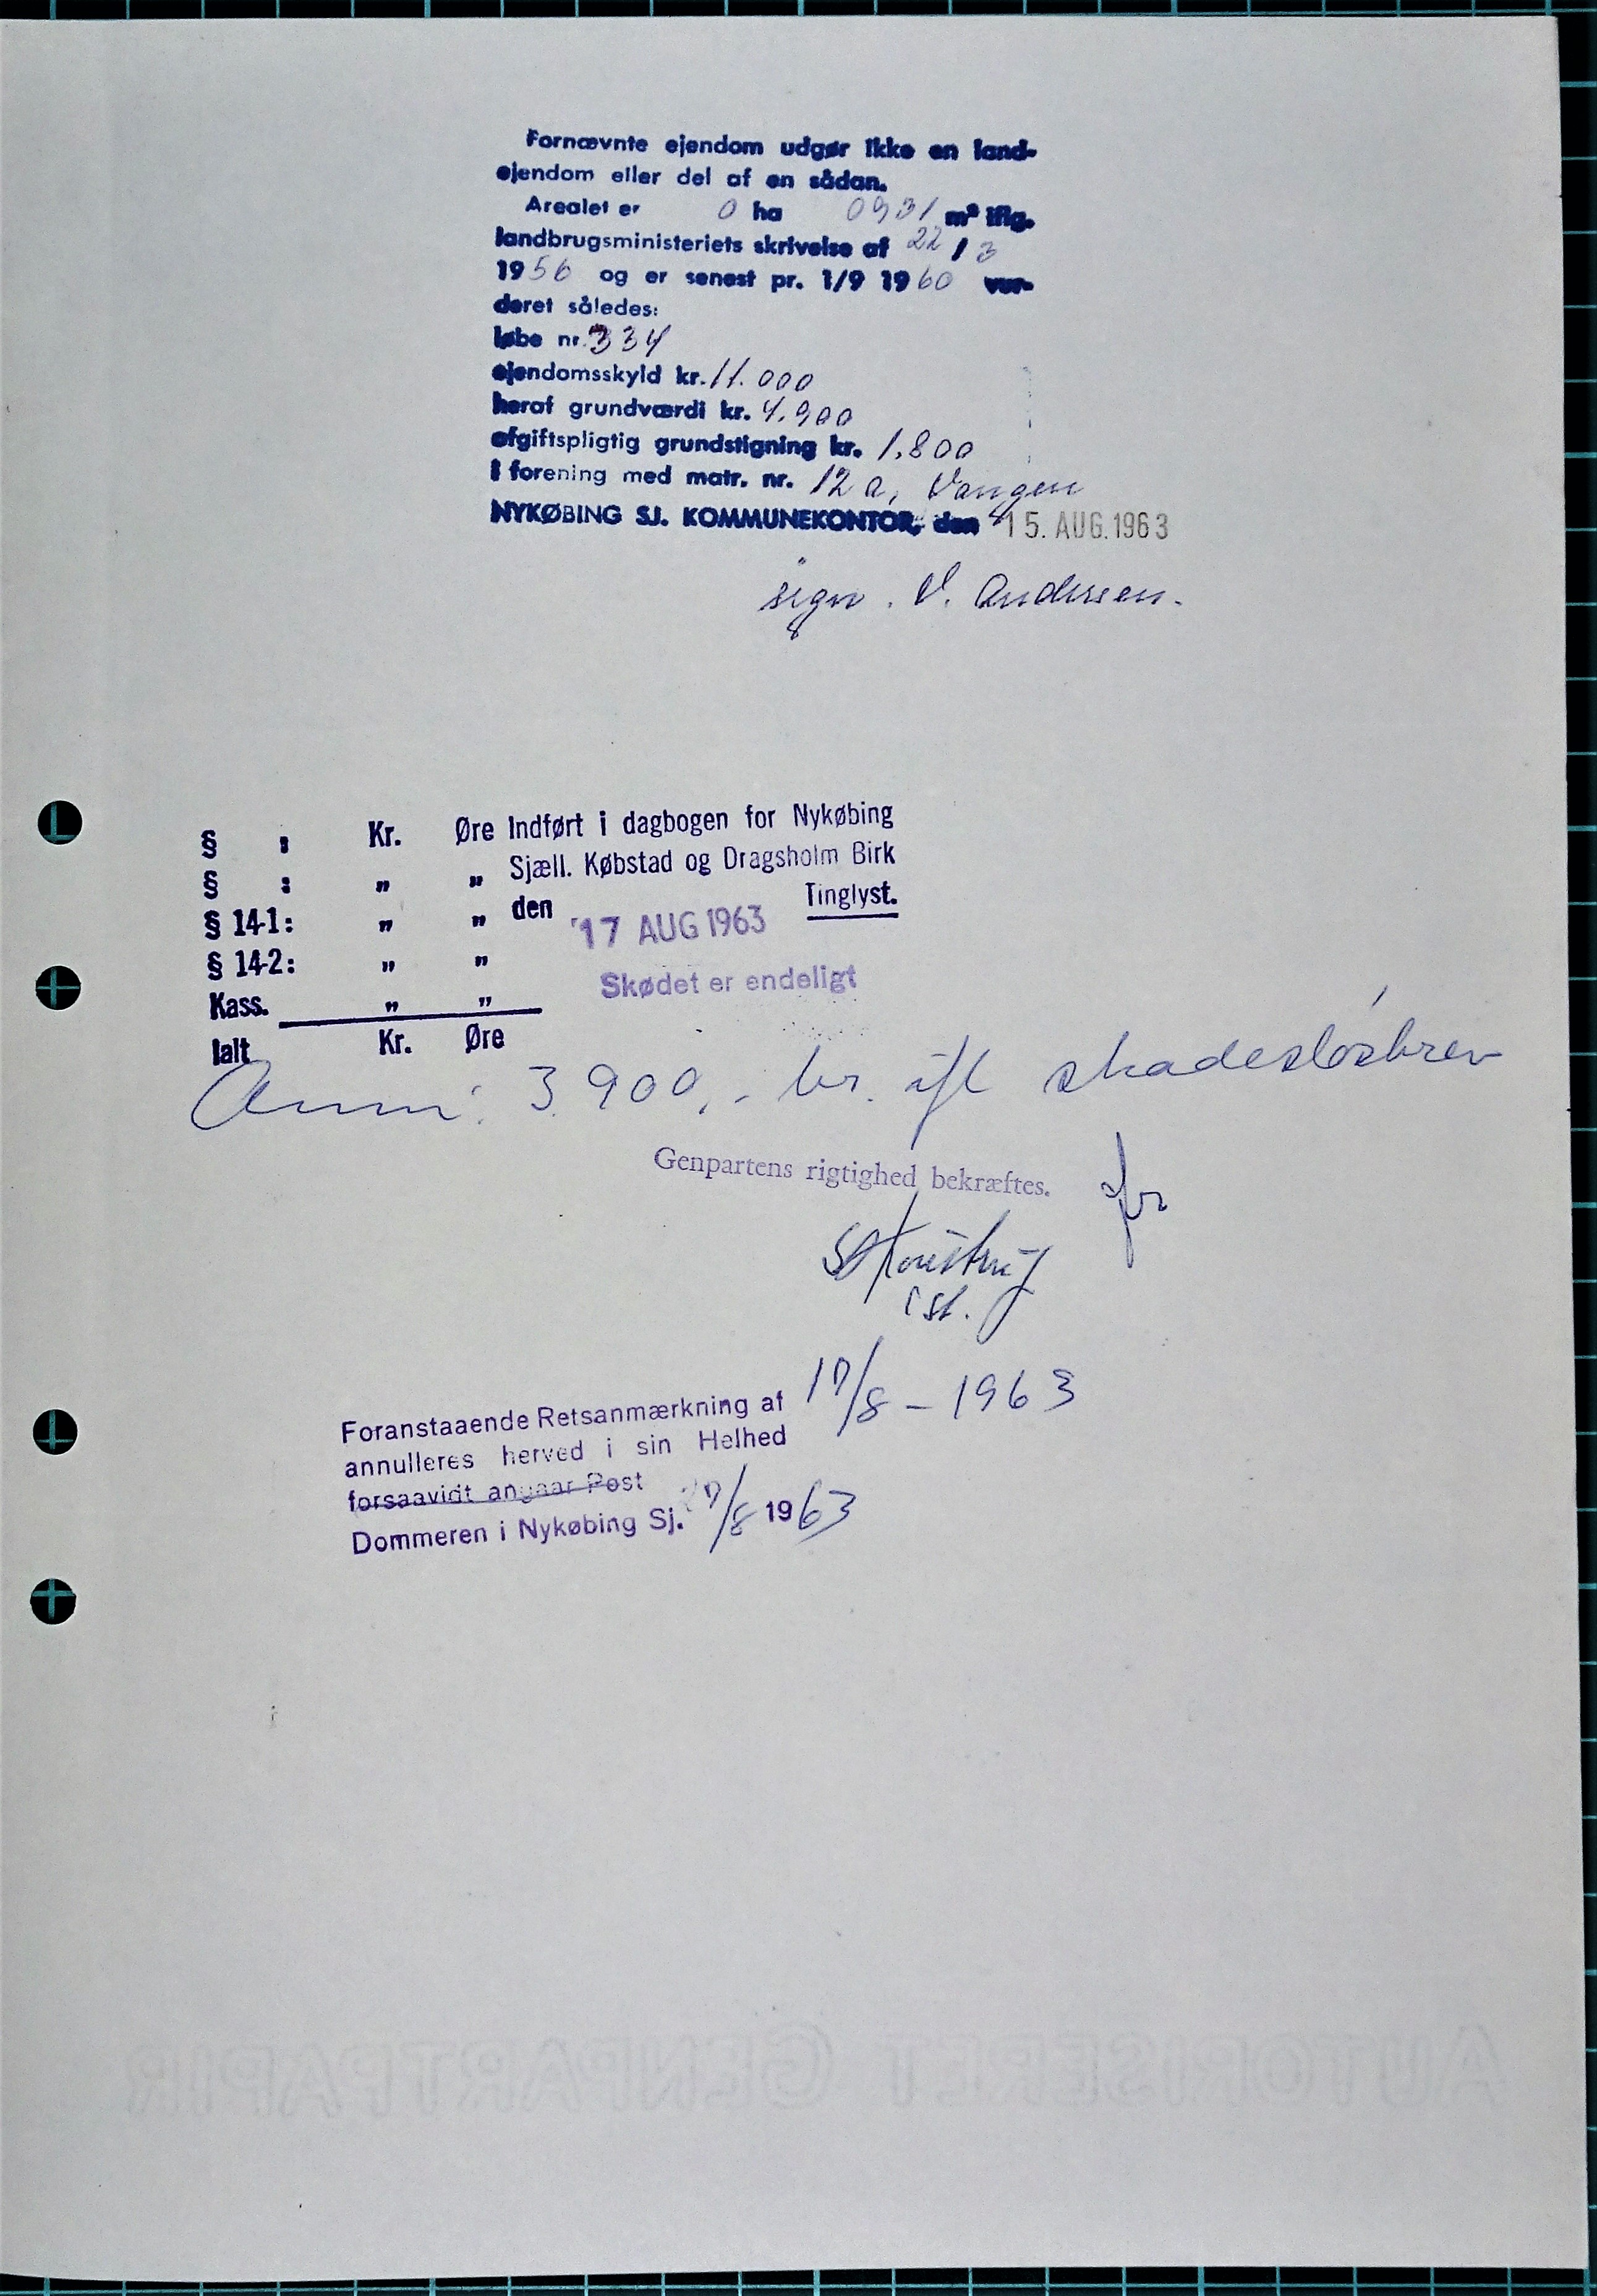 Fornævnte ejendom udgør ikke en land-
ejendom eller del af en sådan.
Arealet er 0 ha 0931 m² iflg.
landbrugsministeriets skrivelse af 22 / 3
1956 og er senest pr. 1/9 1960 vur-
deret således:
løbe nr. 334
ejendomsskyld kr. 11.000
heraf grundværdi kr. 4.900
afgiftspligtig grundstigning kr. 1.800
i forening med matr. nr. 12 a, Vangen
NYKØBING SJ. KOMMUNEKONTOR, den 15. AUG. 1963
sign. V. Andersen.
§ : Kr. Øre Indført i dagbogen for Nykøbing
§ : „ „ Sjæll. Købstad og Dragsholm Birk
§ 14-1: „ „ den 17 AUG 1963 Tinglyst.
§ 14-2: „ „
Skødet er endeligt
Kass. „ „
Ialt Kr. Øre
Anm: 3.900,- kr. ifl skadesløsbrev
Genpartens rigtighed bekræftes.
fr
i st.
Foranstaaende Retsanmærkning af 17/8 - 1963
annulleres herved i sin Helhed
forsaavidt angaar Post
Dommeren i Nykøbing Sj. 27/8 1963
AUTORISERET GENPARTPAPIR